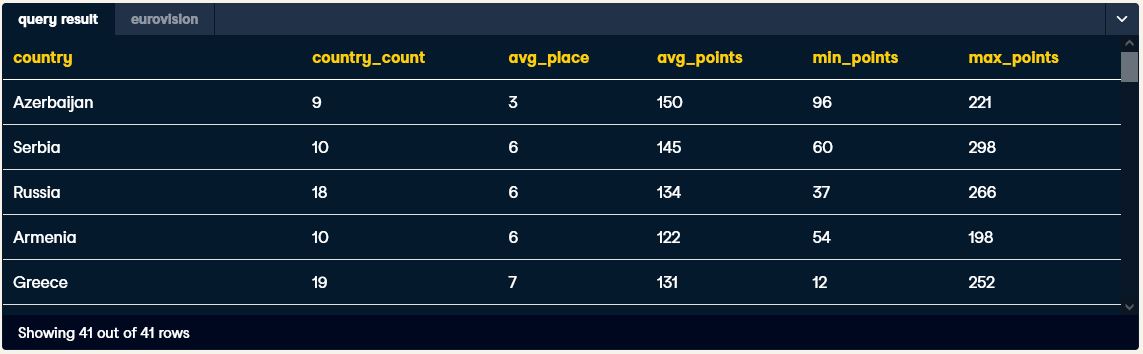 query result eurovision
country country_count avg_place avg_points min_points max_points
Azerbaijan 9 3 150 96 221
Serbia 10 6 145 60 298
Russia 18 6 134 37 266
Armenia 10 6 122 54 198
Greece 19 7 131 12 252
Showing 41 out of 41 rows